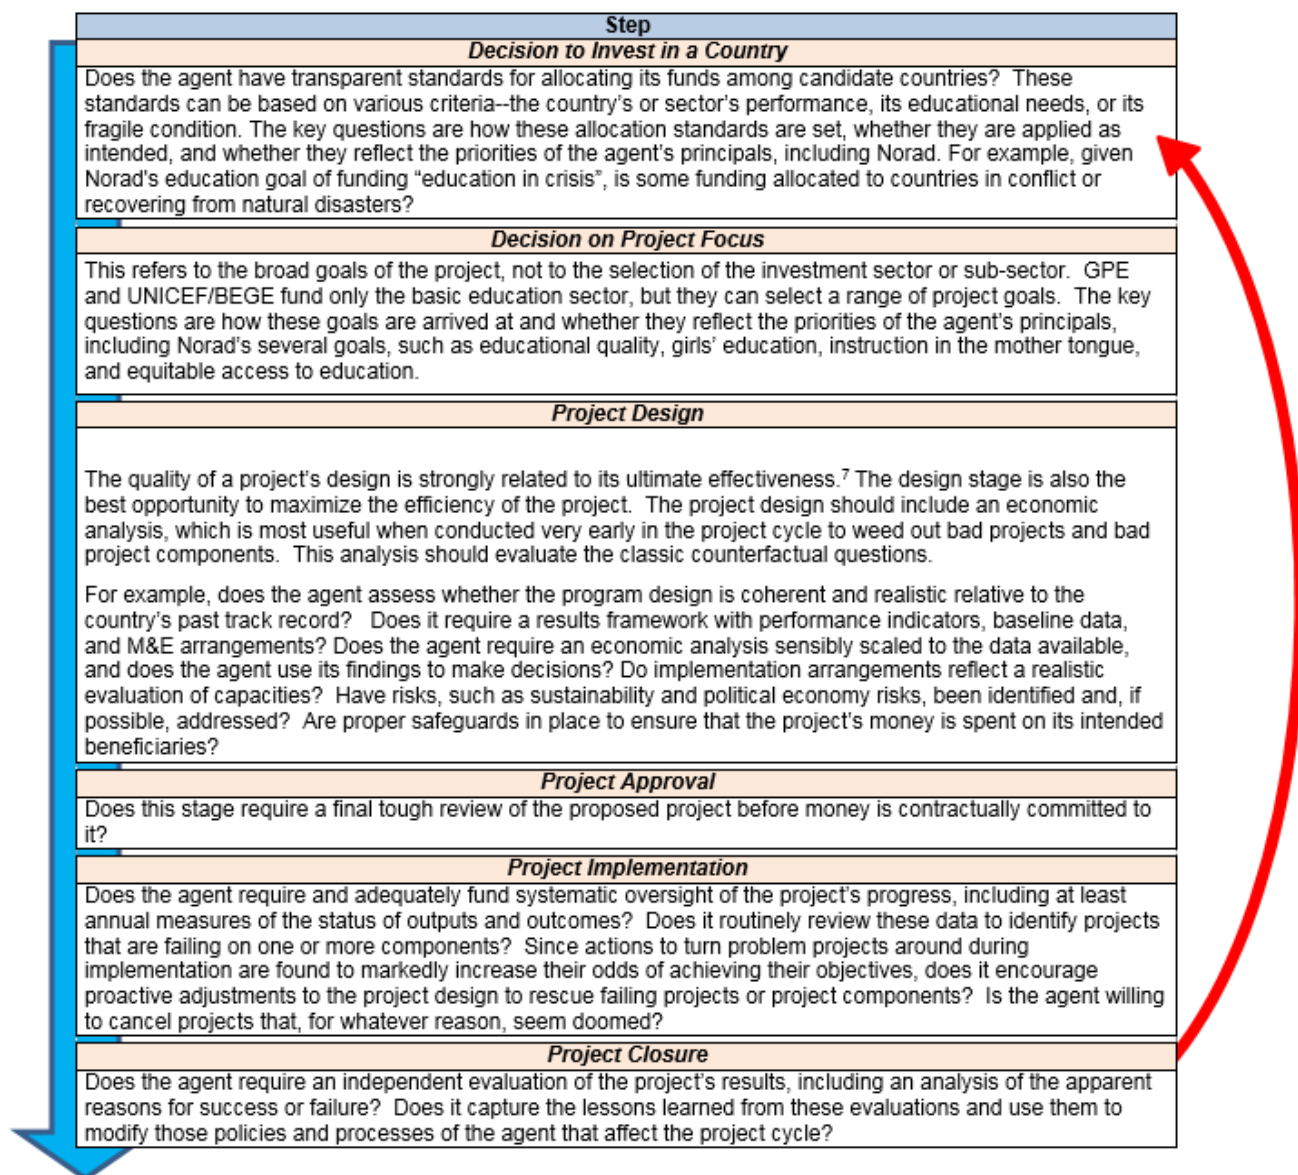 Step
Decision to Invest in a Country
Does the agent have transparent standards for allocating its funds among candidate countries?  These
standards can be based on various criteria--the country's or sector's performance, its educational needs, or its
fragile condition. The key questions are how these allocation standards are set, whether they are applied as
intended, and whether they reflect the priorities of the agent's principals, including Norad. For example, given
Norad's education goal of funding “education in crisis”, is some funding allocated to countries in conflict or
recovering from natural disasters?
Decision on Project Focus
This refers to the broad goals of the project, not to the selection of the investment sector or sub-sector.  GPE
and UNICEF/BEGE fund only the basic education sector, but they can select a range of project goals.  The key
questions are how these goals are arrived at and whether they reflect the priorities of the agent's principals,
including Norad's several goals, such as educational quality, girls' education, instruction in the mother tongue,
and equitable access to education.
Project Design
The quality of a project's design is strongly related to its ultimate effectiveness.⁷ The design stage is also the
best opportunity to maximize the efficiency of the project.  The project design should include an economic
analysis, which is most useful when conducted very early in the project cycle to weed out bad projects and bad
project components.  This analysis should evaluate the classic counterfactual questions.
For example, does the agent assess whether the program design is coherent and realistic relative to the
country's past track record?   Does it require a results framework with performance indicators, baseline data,
and M&E arrangements? Does the agent require an economic analysis sensibly scaled to the data available,
and does the agent use its findings to make decisions? Do implementation arrangements reflect a realistic
evaluation of capacities?  Have risks, such as sustainability and political economy risks, been identified and, if
possible, addressed?  Are proper safeguards in place to ensure that the project's money is spent on its intended
beneficiaries?
Project Approval
Does this stage require a final tough review of the proposed project before money is contractually committed to
it?
Project Implementation
Does the agent require and adequately fund systematic oversight of the project's progress, including at least
annual measures of the status of outputs and outcomes?  Does it routinely review these data to identify projects
that are failing on one or more components?  Since actions to turn problem projects around during
implementation are found to markedly increase their odds of achieving their objectives, does it encourage
proactive adjustments to the project design to rescue failing projects or project components?  Is the agent willing
to cancel projects that, for whatever reason, seem doomed?
Project Closure
Does the agent require an independent evaluation of the project's results, including an analysis of the apparent
reasons for success or failure?  Does it capture the lessons learned from these evaluations and use them to
modify those policies and processes of the agent that affect the project cycle?